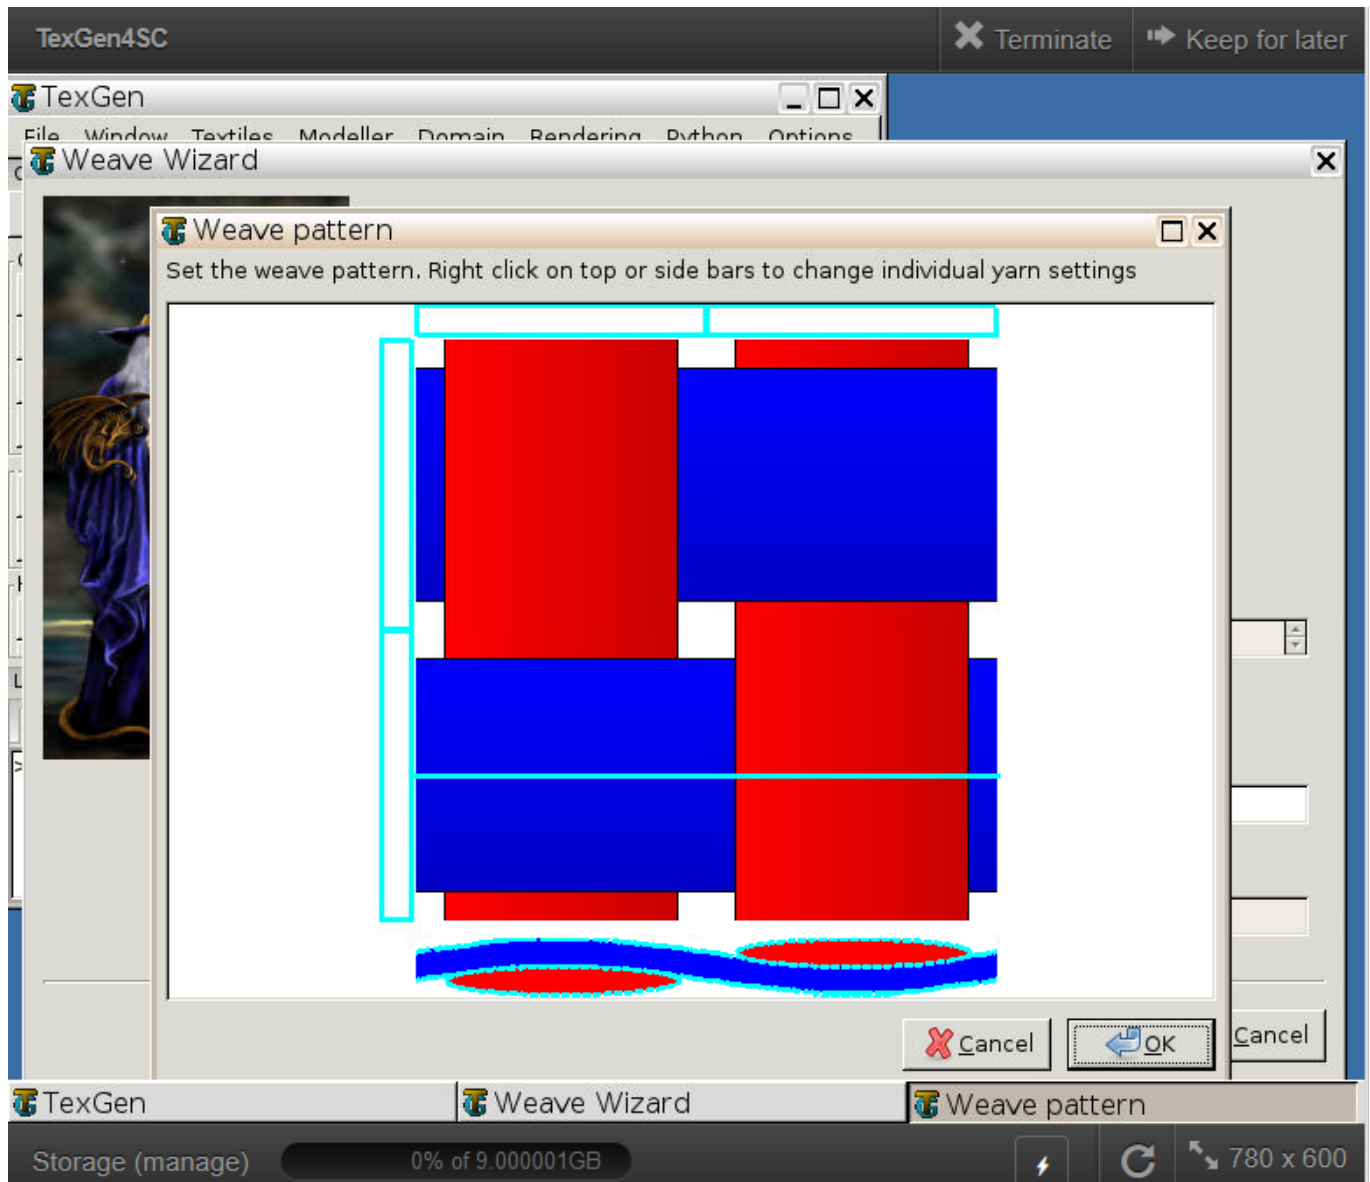 TexGen4SC
Terminate
Keep for later
TexGen
File Window Textiles Modeller Domain Rendering Python Options
Weave Wizard
Weave pattern
Set the weave pattern. Right click on top or side bars to change individual yarn settings
Cancel
OK
Cancel
TexGen
Weave Wizard
Weave pattern
Storage (manage)
0% of 9.000001GB
780 x 600